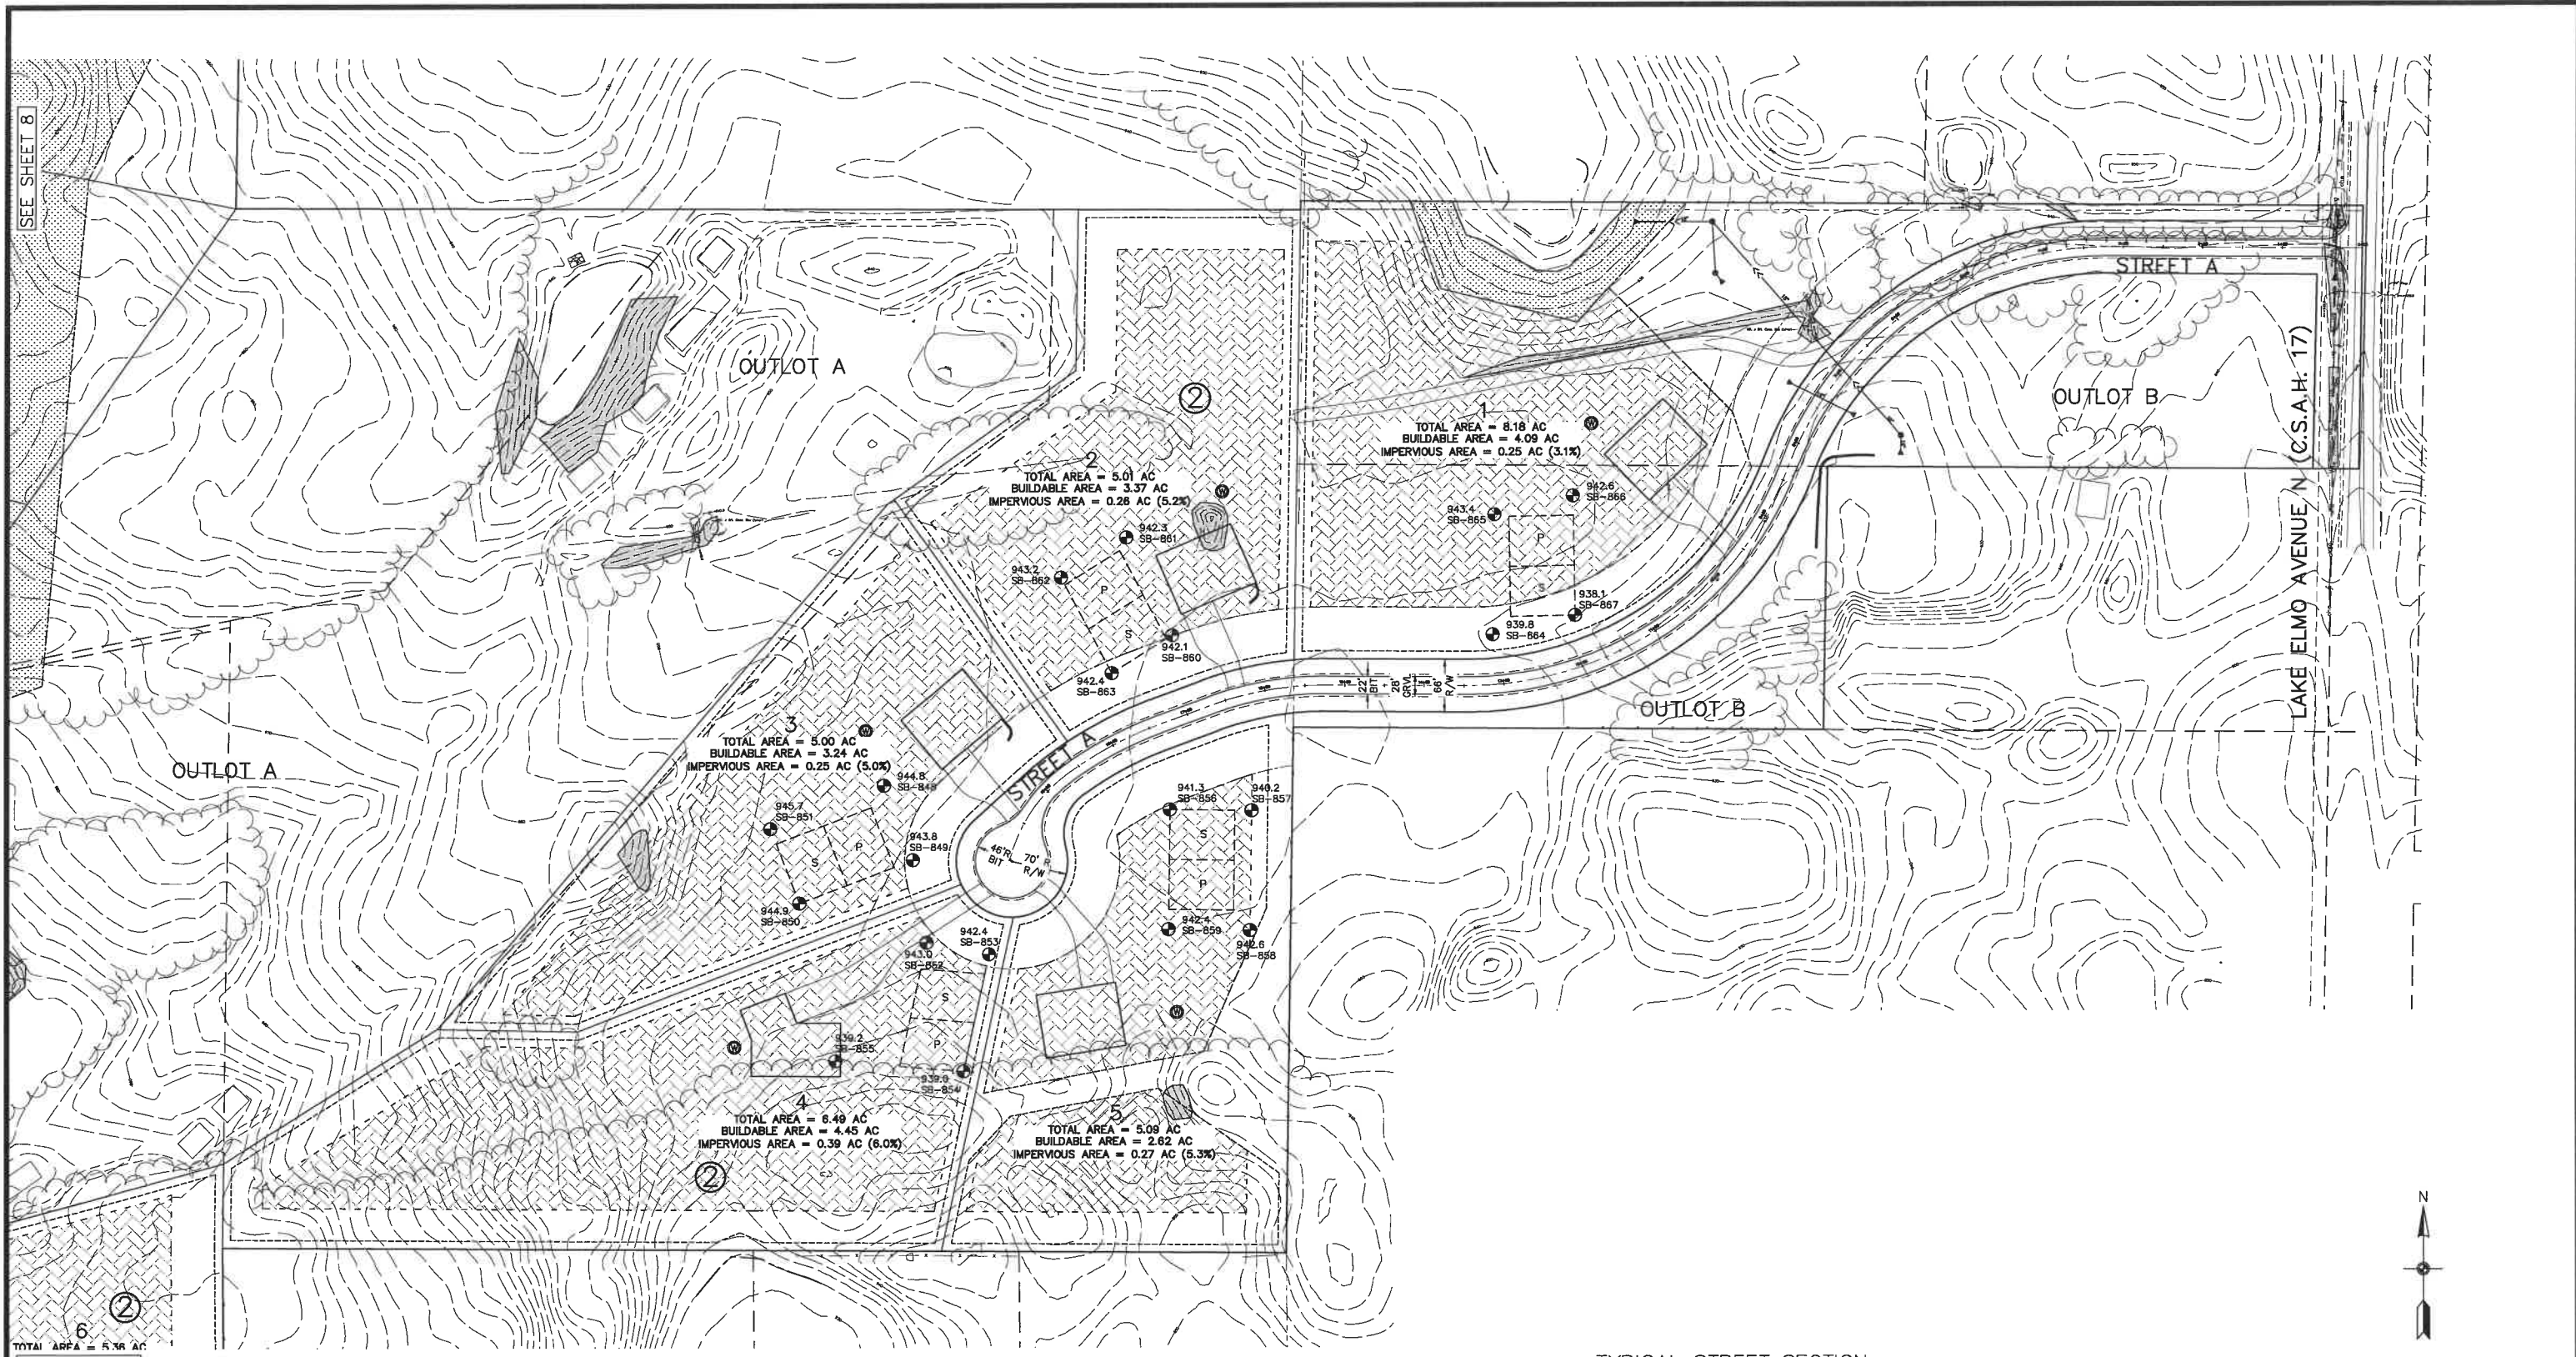 SEE SHEET 8
STREET A
OUTLOT A
OUTLOT B
LAKE ELMO AVENUE N (C.S.A.H. 17)
2
1
TOTAL AREA = 8.18 AC
BUILDABLE AREA = 4.09 AC
IMPERVIOUS AREA = 0.25 AC (3.1%)
2
TOTAL AREA = 5.01 AC
BUILDABLE AREA = 3.37 AC
IMPERVIOUS AREA = 0.26 AC (5.2%)
W
W
942.6
SB-866
943.4
SB-865
P
S
938.1
SB-867
939.8
SB-864
942.3
SB-861
943.2
SB-862
P
S
942.1
SB-860
942.4
SB-863
22'
BIT
28'
GRVL
66'
R/W
OUTLOT B
3
TOTAL AREA = 5.00 AC
BUILDABLE AREA = 3.24 AC
IMPERVIOUS AREA = 0.25 AC (5.0%)
W
OUTLOT A
STREET A
944.8
945.7
SB-851
943.8
SB-849
S
P
944.9
SB-850
46'R
BIT
70'
R/W
941.3
SB-856
940.2
SB-857
S
P
942.4
SB-859
942.6
SB-858
942.4
SB-853
943.0
SB-852
S
P
W
W
939.2
SB-855
939.9
SB-854
4
TOTAL AREA = 6.49 AC
BUILDABLE AREA = 4.45 AC
IMPERVIOUS AREA = 0.39 AC (6.0%)
2
5
TOTAL AREA = 5.09 AC
BUILDABLE AREA = 2.62 AC
IMPERVIOUS AREA = 0.27 AC (5.3%)
N
2
6
TOTAL AREA = 5.36 AC
TYPICAL STREET SECTION